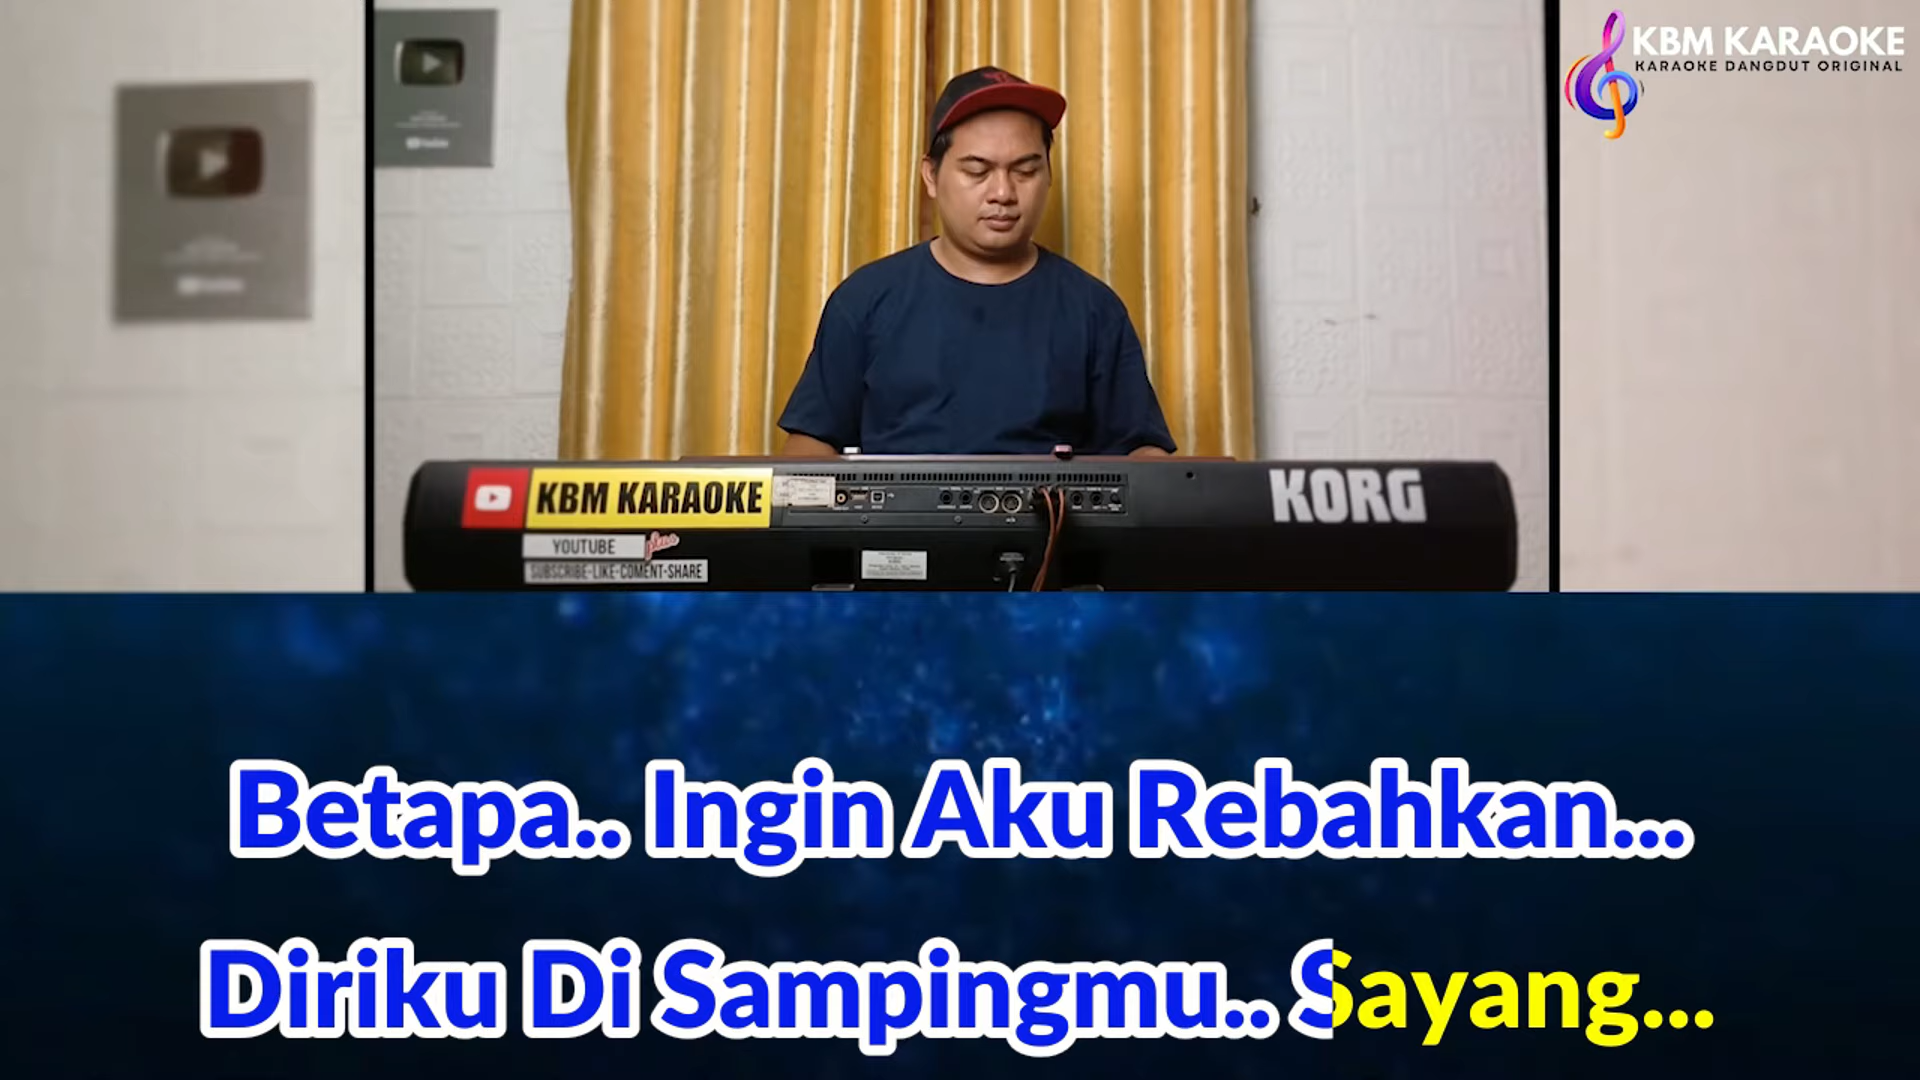 KBM KARAOKE
KARAOKE DANGDUT ORIGINAL
KBM KARAOKE
KORG
YOUTUBE plus
SUBSCRIBE-LIKE-COMENT-SHARE
Betapa.. Ingin Aku Rebahkan...
Diriku Di Sampingmu.. Sayang...